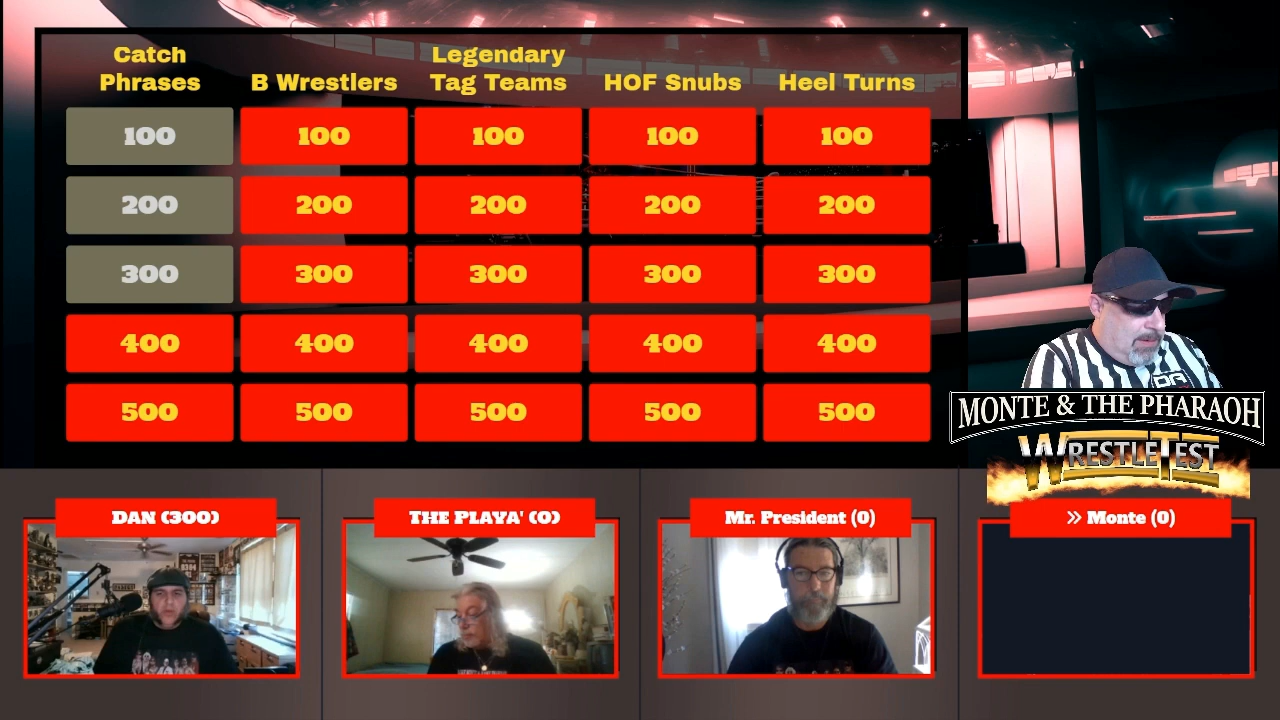 Catch
Phrases
B Wrestlers
Legendary
Tag Teams
HOF Snubs
Heel Turns
100 100 100 100 100
200 200 200 200 200
300 300 300 300 300
400 400 400 400 400
500 500 500 500 500
MONTE & THE PHARAOH
WRESTLETEST
DAN (300)
THE PLAYA' (0)
Mr. President (0)
» Monte (0)